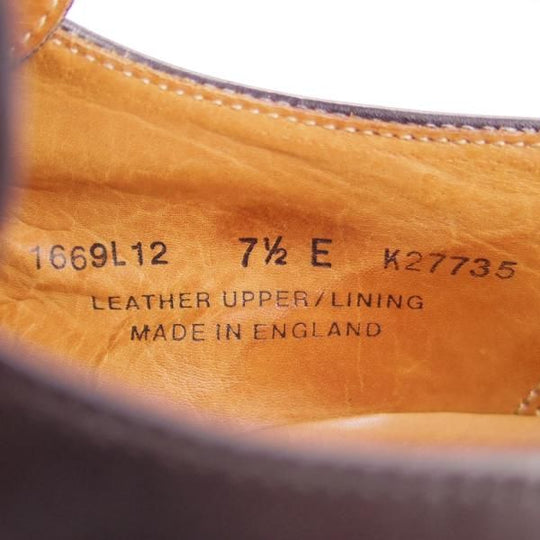 1669L12 7½ E K27735
LEATHER UPPER/LINING
MADE IN ENGLAND